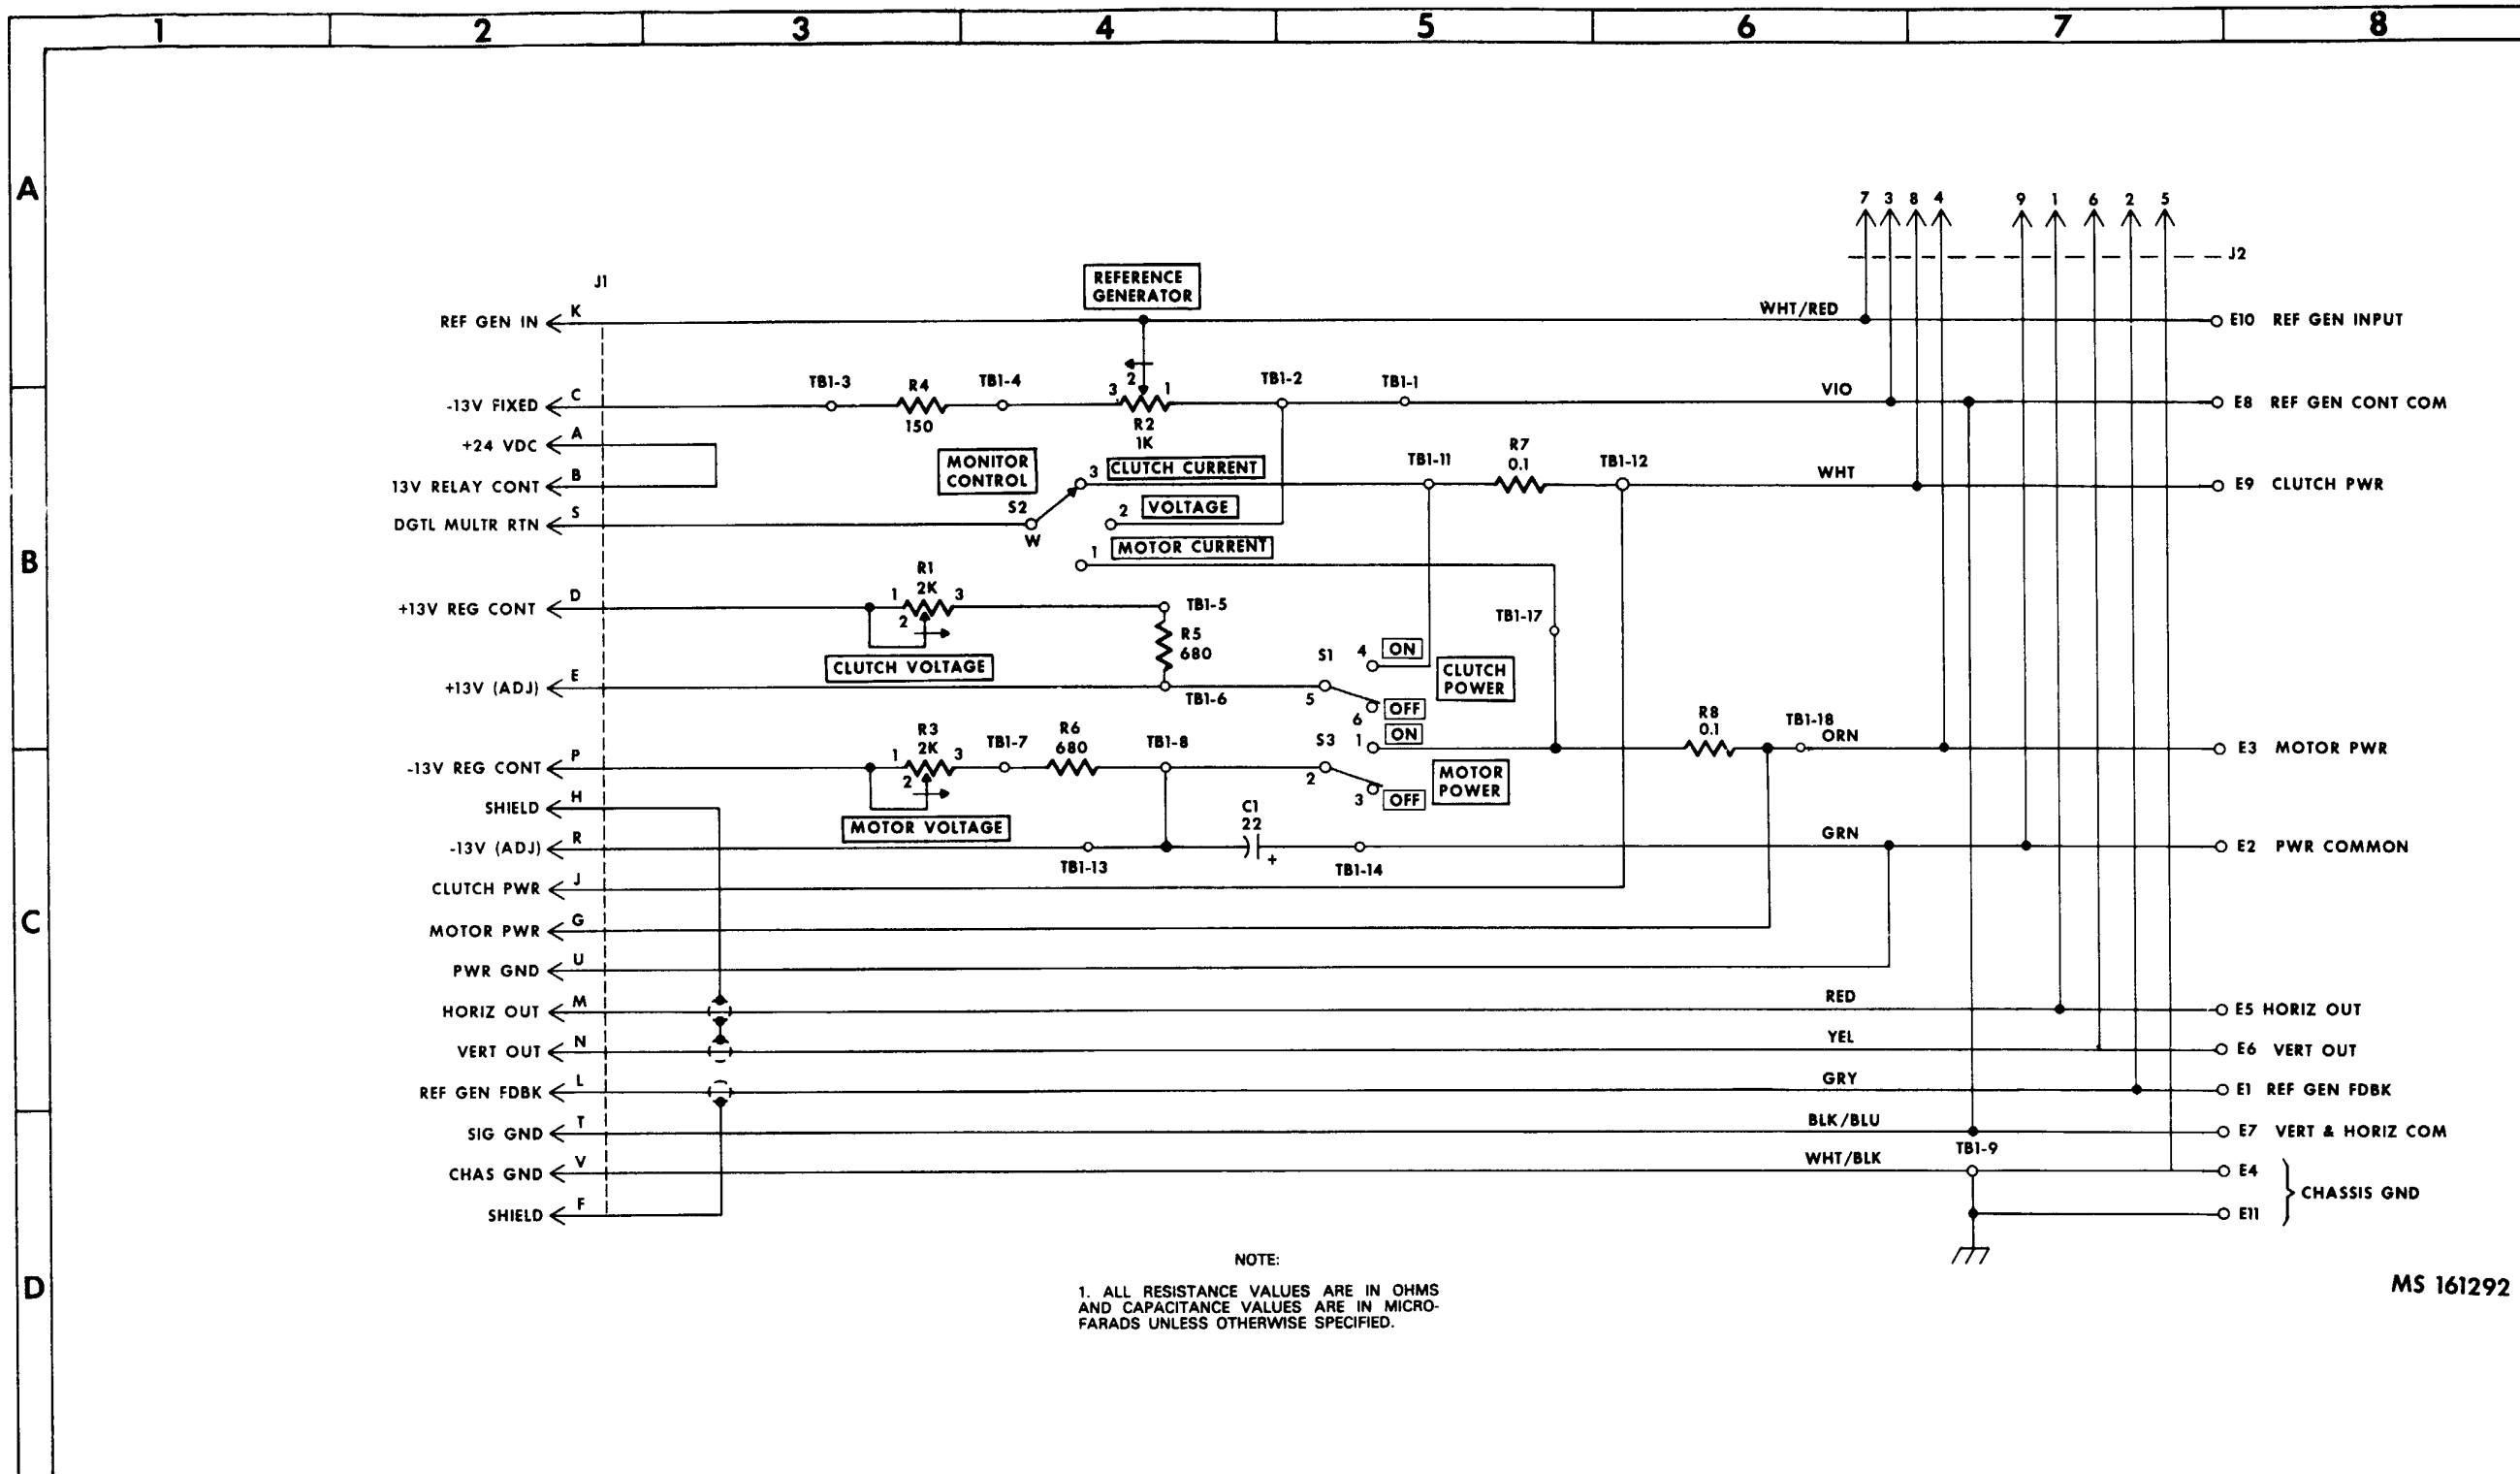 1 2 3 4 5 6 7 8
A
7 3 8 4 9 1 6 2 5
J2
J1
REFERENCE
GENERATOR
REF GEN IN K
WHT/RED
E10 REF GEN INPUT
-13V FIXED C
TB1-3
R4
150
TB1-4
3 2 1
R2
1K
TB1-2
TB1-1
VIO
E8 REF GEN CONT COM
+24 VDC A
13V RELAY CONT B
MONITOR
CONTROL
3 CLUTCH CURRENT
TB1-11
R7
0.1
TB1-12
WHT
E9 CLUTCH PWR
DGTL MULTR RTN S
S2
W
2 VOLTAGE
1 MOTOR CURRENT
B
+13V REG CONT D
R1
2K
1 3
2
CLUTCH VOLTAGE
TB1-5
R5
680
TB1-17
+13V (ADJ) E
TB1-6
S1
4 ON
5
6 OFF
CLUTCH
POWER
-13V REG CONT P
R3
2K
1 3
2
MOTOR VOLTAGE
TB1-7
R6
680
TB1-8
S3
1 ON
2
3 OFF
MOTOR
POWER
R8
0.1
TB1-18
ORN
E3 MOTOR PWR
SHIELD H
-13V (ADJ) R
TB1-13
C1
22
+
TB1-14
GRN
E2 PWR COMMON
CLUTCH PWR J
C
MOTOR PWR G
PWR GND U
HORIZ OUT M
RED
E5 HORIZ OUT
VERT OUT N
YEL
E6 VERT OUT
REF GEN FDBK L
GRY
E1 REF GEN FDBK
SIG GND T
BLK/BLU
E7 VERT & HORIZ COM
CHAS GND V
WHT/BLK
TB1-9
E4
CHASSIS GND
SHIELD F
E11
D
NOTE:
1. ALL RESISTANCE VALUES ARE IN OHMS
AND CAPACITANCE VALUES ARE IN MICRO-
FARADS UNLESS OTHERWISE SPECIFIED.
MS 161292